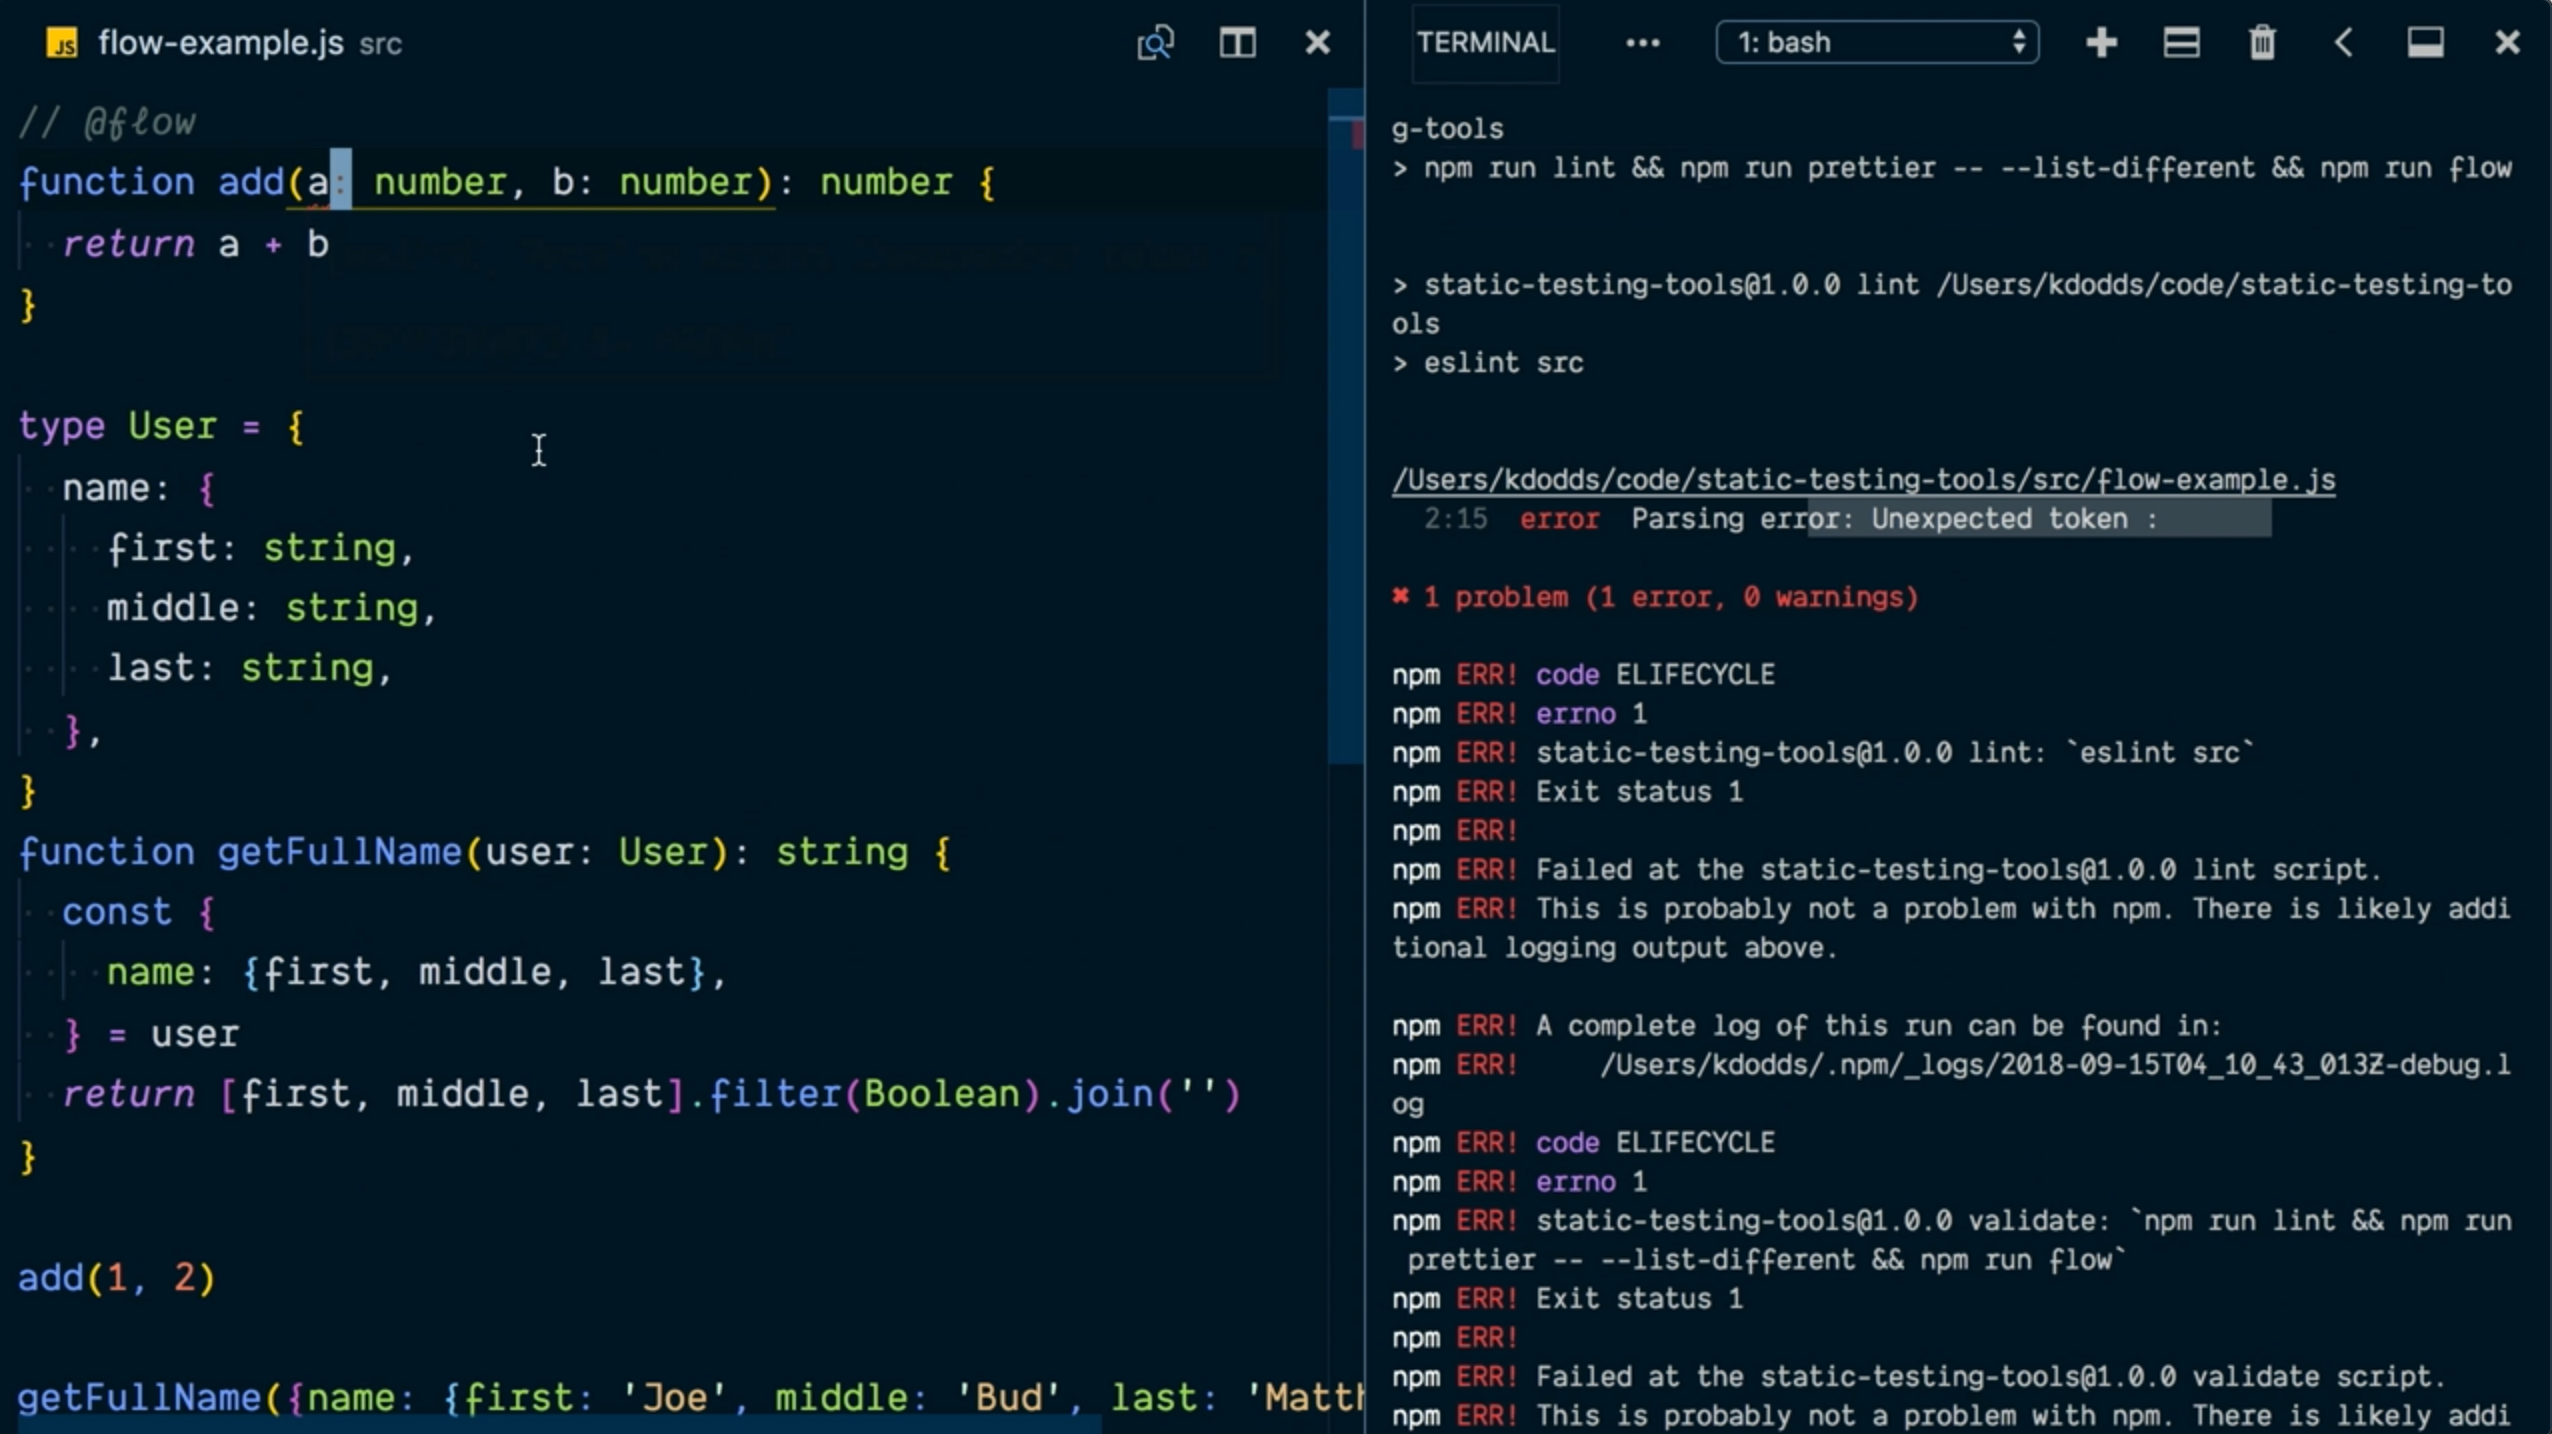 JS flow-example.js src
// @flow
function add(a: number, b: number): number {
return a + b
}
type User = {
name: {
first: string,
middle: string,
last: string,
},
}
function getFullName(user: User): string {
const {
name: {first, middle, last},
} = user
return [first, middle, last].filter(Boolean).join('')
}
add(1, 2)
getFullName({name: {first: 'Joe', middle: 'Bud', last: 'Matth
TERMINAL ... 1: bash
g-tools
> npm run lint && npm run prettier -- --list-different && npm run flow
> static-testing-tools@1.0.0 lint /Users/kdodds/code/static-testing-to
ols
> eslint src
/Users/kdodds/code/static-testing-tools/src/flow-example.js
2:15 error Parsing error: Unexpected token :
✖ 1 problem (1 error, 0 warnings)
npm ERR! code ELIFECYCLE
npm ERR! errno 1
npm ERR! static-testing-tools@1.0.0 lint: `eslint src`
npm ERR! Exit status 1
npm ERR!
npm ERR! Failed at the static-testing-tools@1.0.0 lint script.
npm ERR! This is probably not a problem with npm. There is likely addi
tional logging output above.
npm ERR! A complete log of this run can be found in:
npm ERR! /Users/kdodds/.npm/_logs/2018-09-15T04_10_43_013Z-debug.l
og
npm ERR! code ELIFECYCLE
npm ERR! errno 1
npm ERR! static-testing-tools@1.0.0 validate: `npm run lint && npm run
prettier -- --list-different && npm run flow`
npm ERR! Exit status 1
npm ERR!
npm ERR! Failed at the static-testing-tools@1.0.0 validate script.
npm ERR! This is probably not a problem with npm. There is likely addi